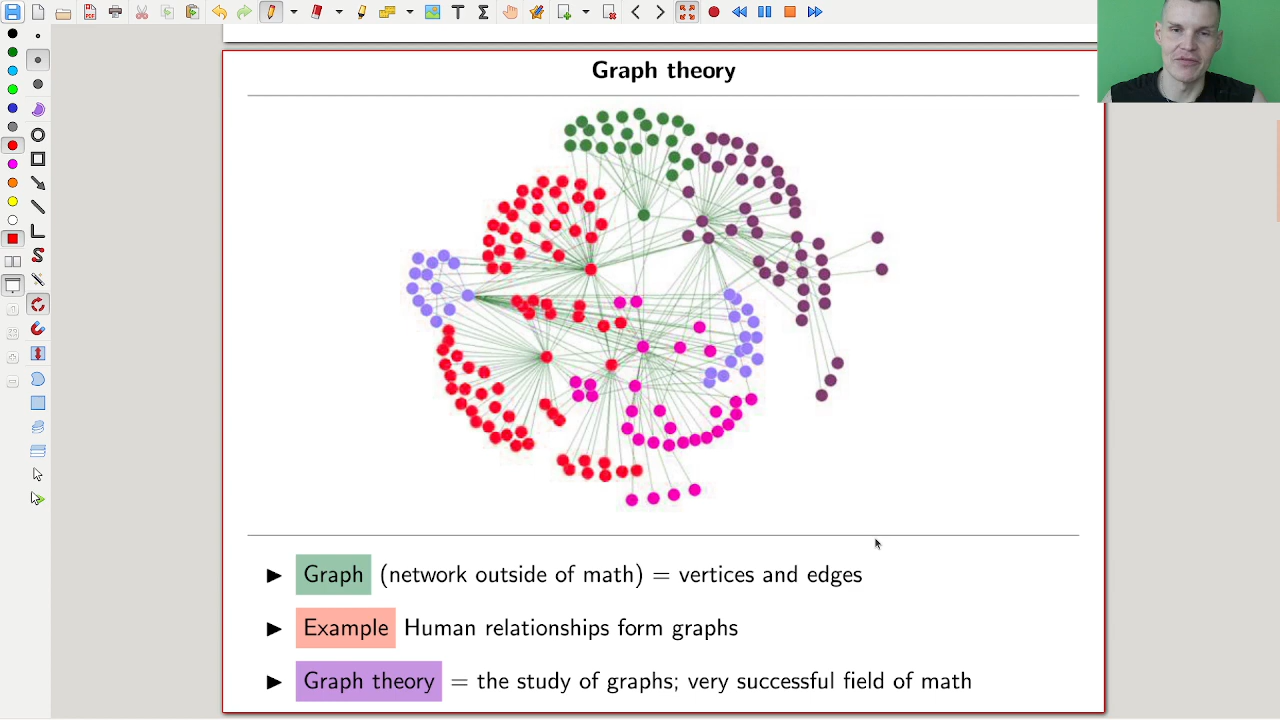 Graph theory
► Graph (network outside of math) = vertices and edges
► Example Human relationships form graphs
► Graph theory = the study of graphs; very successful field of math